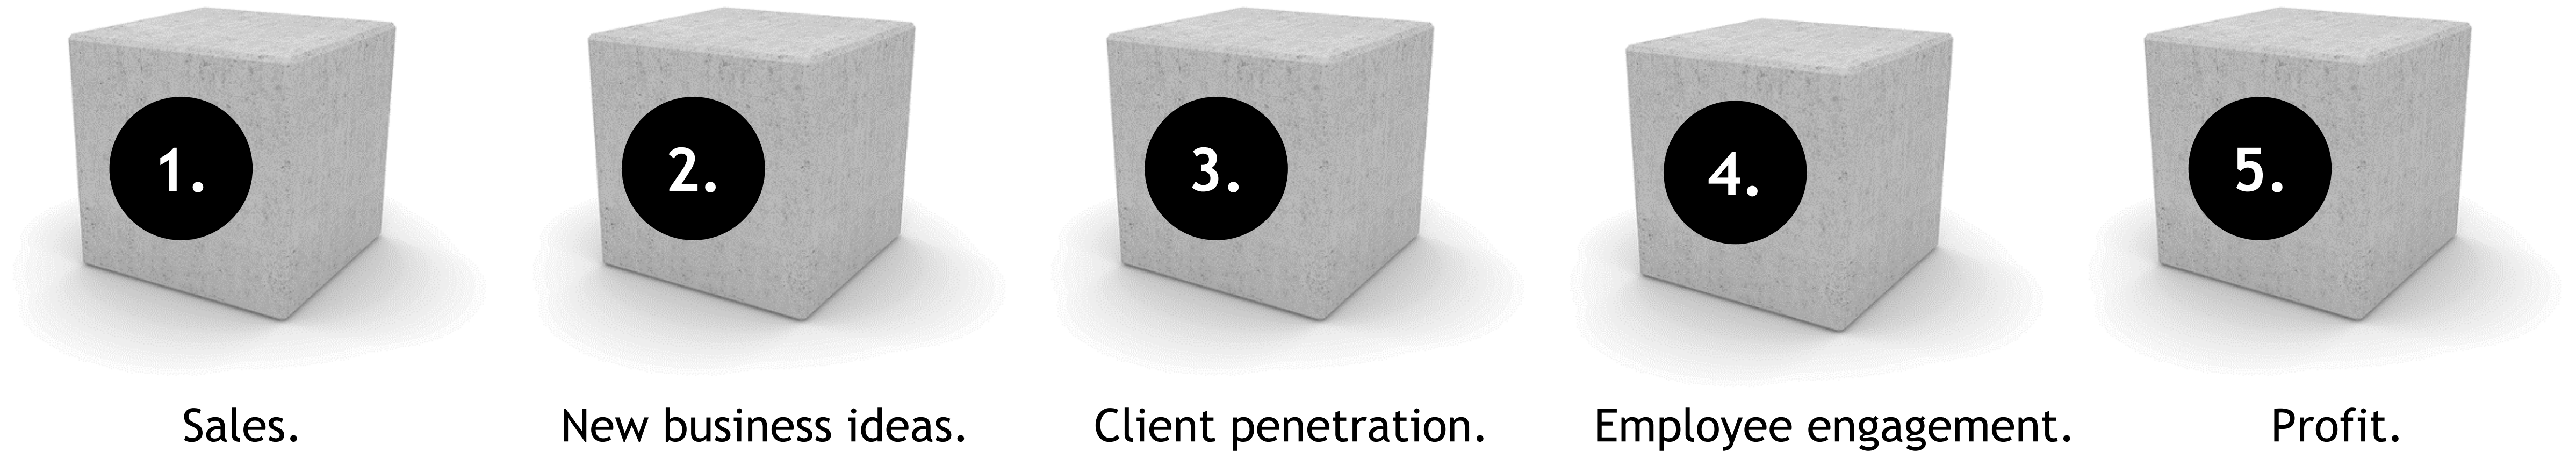 1.
2.
3.
4.
5.
Sales.
New business ideas.
Client penetration.
Employee engagement.
Profit.